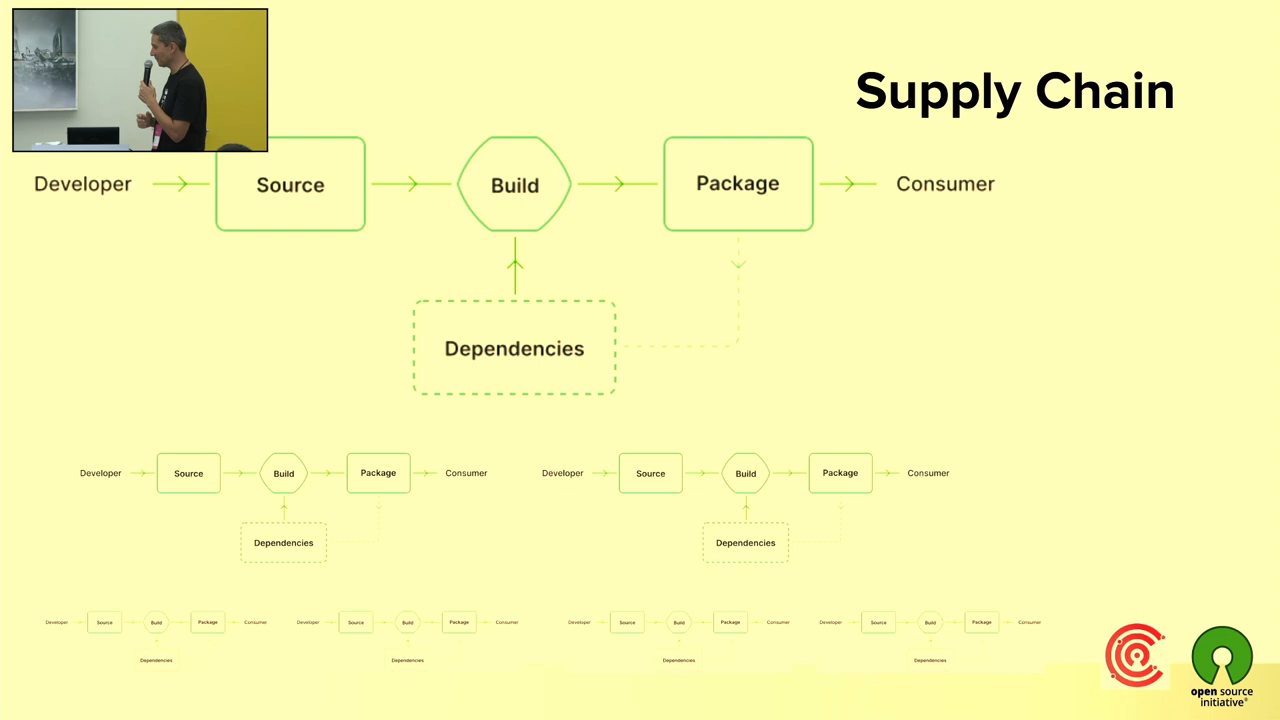 Supply Chain
Developer Source Build Package Consumer
Dependencies
Developer Source Build Package Consumer Developer Source Build Package Consumer
Dependencies Dependencies
Developer Source Build Package Consumer Developer Source Build Package Consumer Developer Source Build Package Consumer Developer Source Build Package Consumer
Dependencies Dependencies Dependencies Dependencies
open source
initiative®